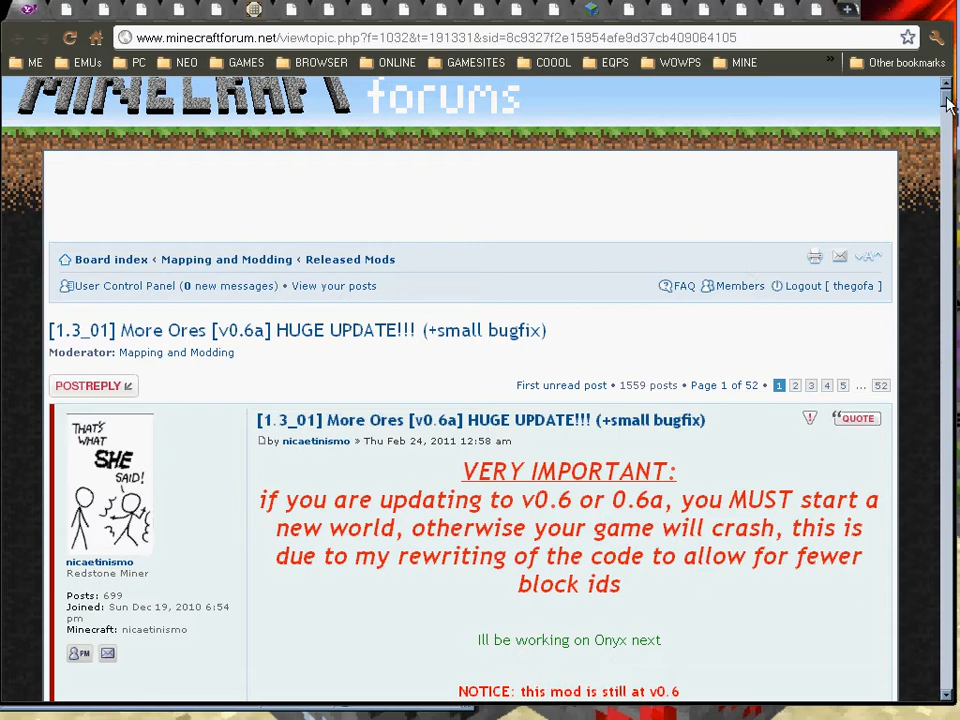 www.minecraftforum.net/viewtopic.php?f=1032&t=191331&sid=8c9327f2e15954afe9d37cb409064105
ME EMUs PC NEO GAMES BROWSER ONLINE GAMESITES COOOL EQPS WOWPS MINE » Other bookmarks
MINECRAFT forums
Board index ‹ Mapping and Modding ‹ Released Mods
User Control Panel (0 new messages) • View your posts FAQ Members Logout [ thegofa ]
[1.3_01] More Ores [v0.6a] HUGE UPDATE!!! (+small bugfix)
Moderator: Mapping and Modding
POSTREPLY First unread post • 1559 posts • Page 1 of 52 • 1 2 3 4 5 ... 52
[1.3_01] More Ores [v0.6a] HUGE UPDATE!!! (+small bugfix) QUOTE
by nicaetinismo » Thu Feb 24, 2011 12:58 am
THAT'S
WHAT
SHE
SAID!
nicaetinismo
Redstone Miner
Posts: 699
Joined: Sun Dec 19, 2010 6:54
pm
Minecraft: nicaetinismo
PM
VERY IMPORTANT:
if you are updating to v0.6 or 0.6a, you MUST start a
new world, otherwise your game will crash, this is
due to my rewriting of the code to allow for fewer
block ids
Ill be working on Onyx next
NOTICE: this mod is still at v0.6